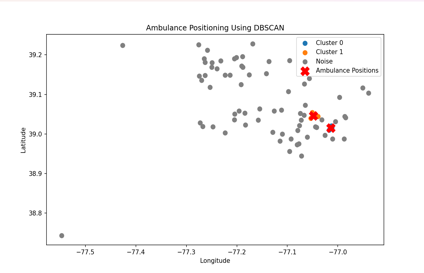 Ambulance Positioning Using DBSCAN
Cluster 0
Cluster 1
Noise
Ambulance Positions
39.2
39.1
39.0
38.9
38.8
Latitude
−77.5
−77.4
−77.3
−77.2
−77.1
−77.0
Longitude